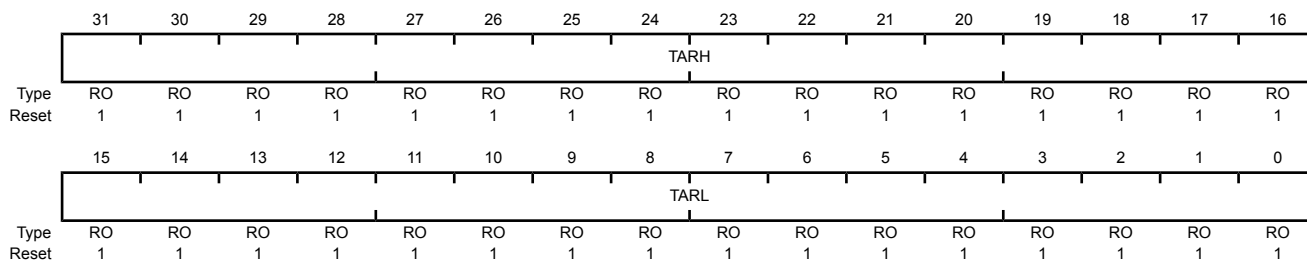 31 30 29 28 27 26 25 24 23 22 21 20 19 18 17 16
TARH
Type RO RO RO RO RO RO RO RO RO RO RO RO RO RO RO RO
Reset 1 1 1 1 1 1 1 1 1 1 1 1 1 1 1 1
15 14 13 12 11 10 9 8 7 6 5 4 3 2 1 0
TARL
Type RO RO RO RO RO RO RO RO RO RO RO RO RO RO RO RO
Reset 1 1 1 1 1 1 1 1 1 1 1 1 1 1 1 1